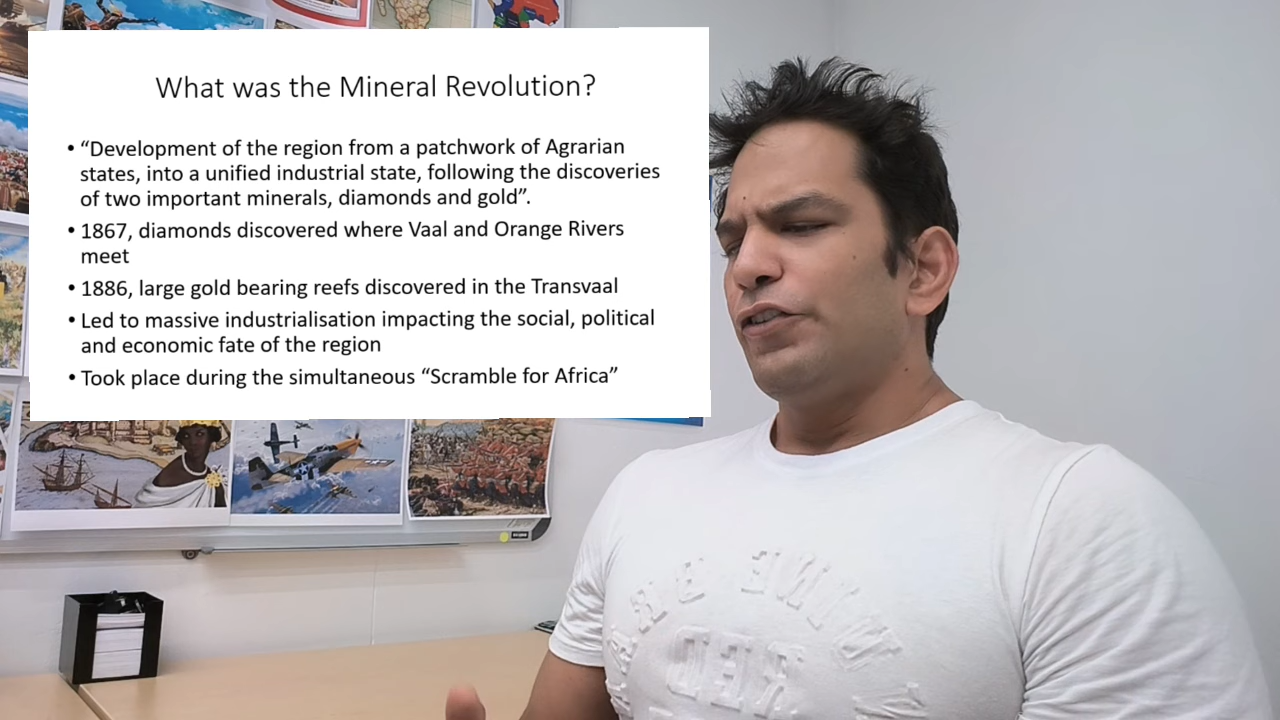 What was the Mineral Revolution?
• “Development of the region from a patchwork of Agrarian
states, into a unified industrial state, following the discoveries
of two important minerals, diamonds and gold”.
• 1867, diamonds discovered where Vaal and Orange Rivers
meet
• 1886, large gold bearing reefs discovered in the Transvaal
• Led to massive industrialisation impacting the social, political
and economic fate of the region
• Took place during the simultaneous “Scramble for Africa”